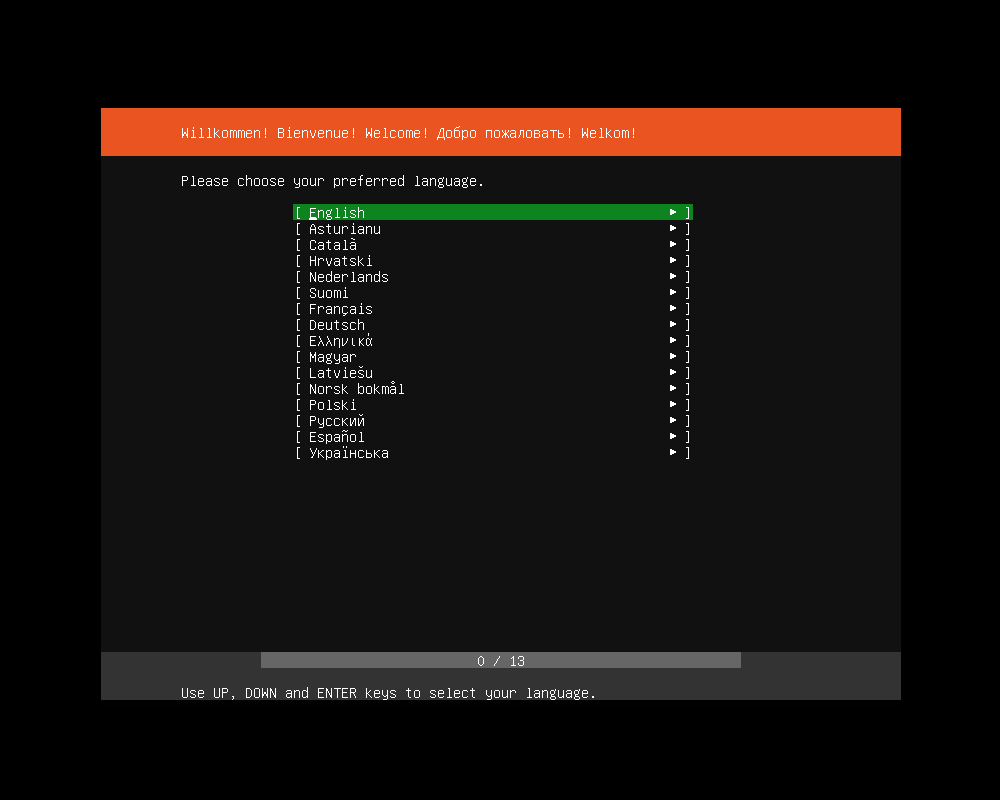 Willkommen! Bienvenue! Welcome! Добро пожаловать! Welkom!
Please choose your preferred language.
[ English ► ]
[ Asturianu ► ]
[ Català ► ]
[ Hrvatski ► ]
[ Nederlands ► ]
[ Suomi ► ]
[ Français ► ]
[ Deutsch ► ]
[ Ελληνικά ► ]
[ Magyar ► ]
[ Latviešu ► ]
[ Norsk bokmål ► ]
[ Polski ► ]
[ Русский ► ]
[ Español ► ]
[ Українська ► ]
0 / 13
Use UP, DOWN and ENTER keys to select your language.